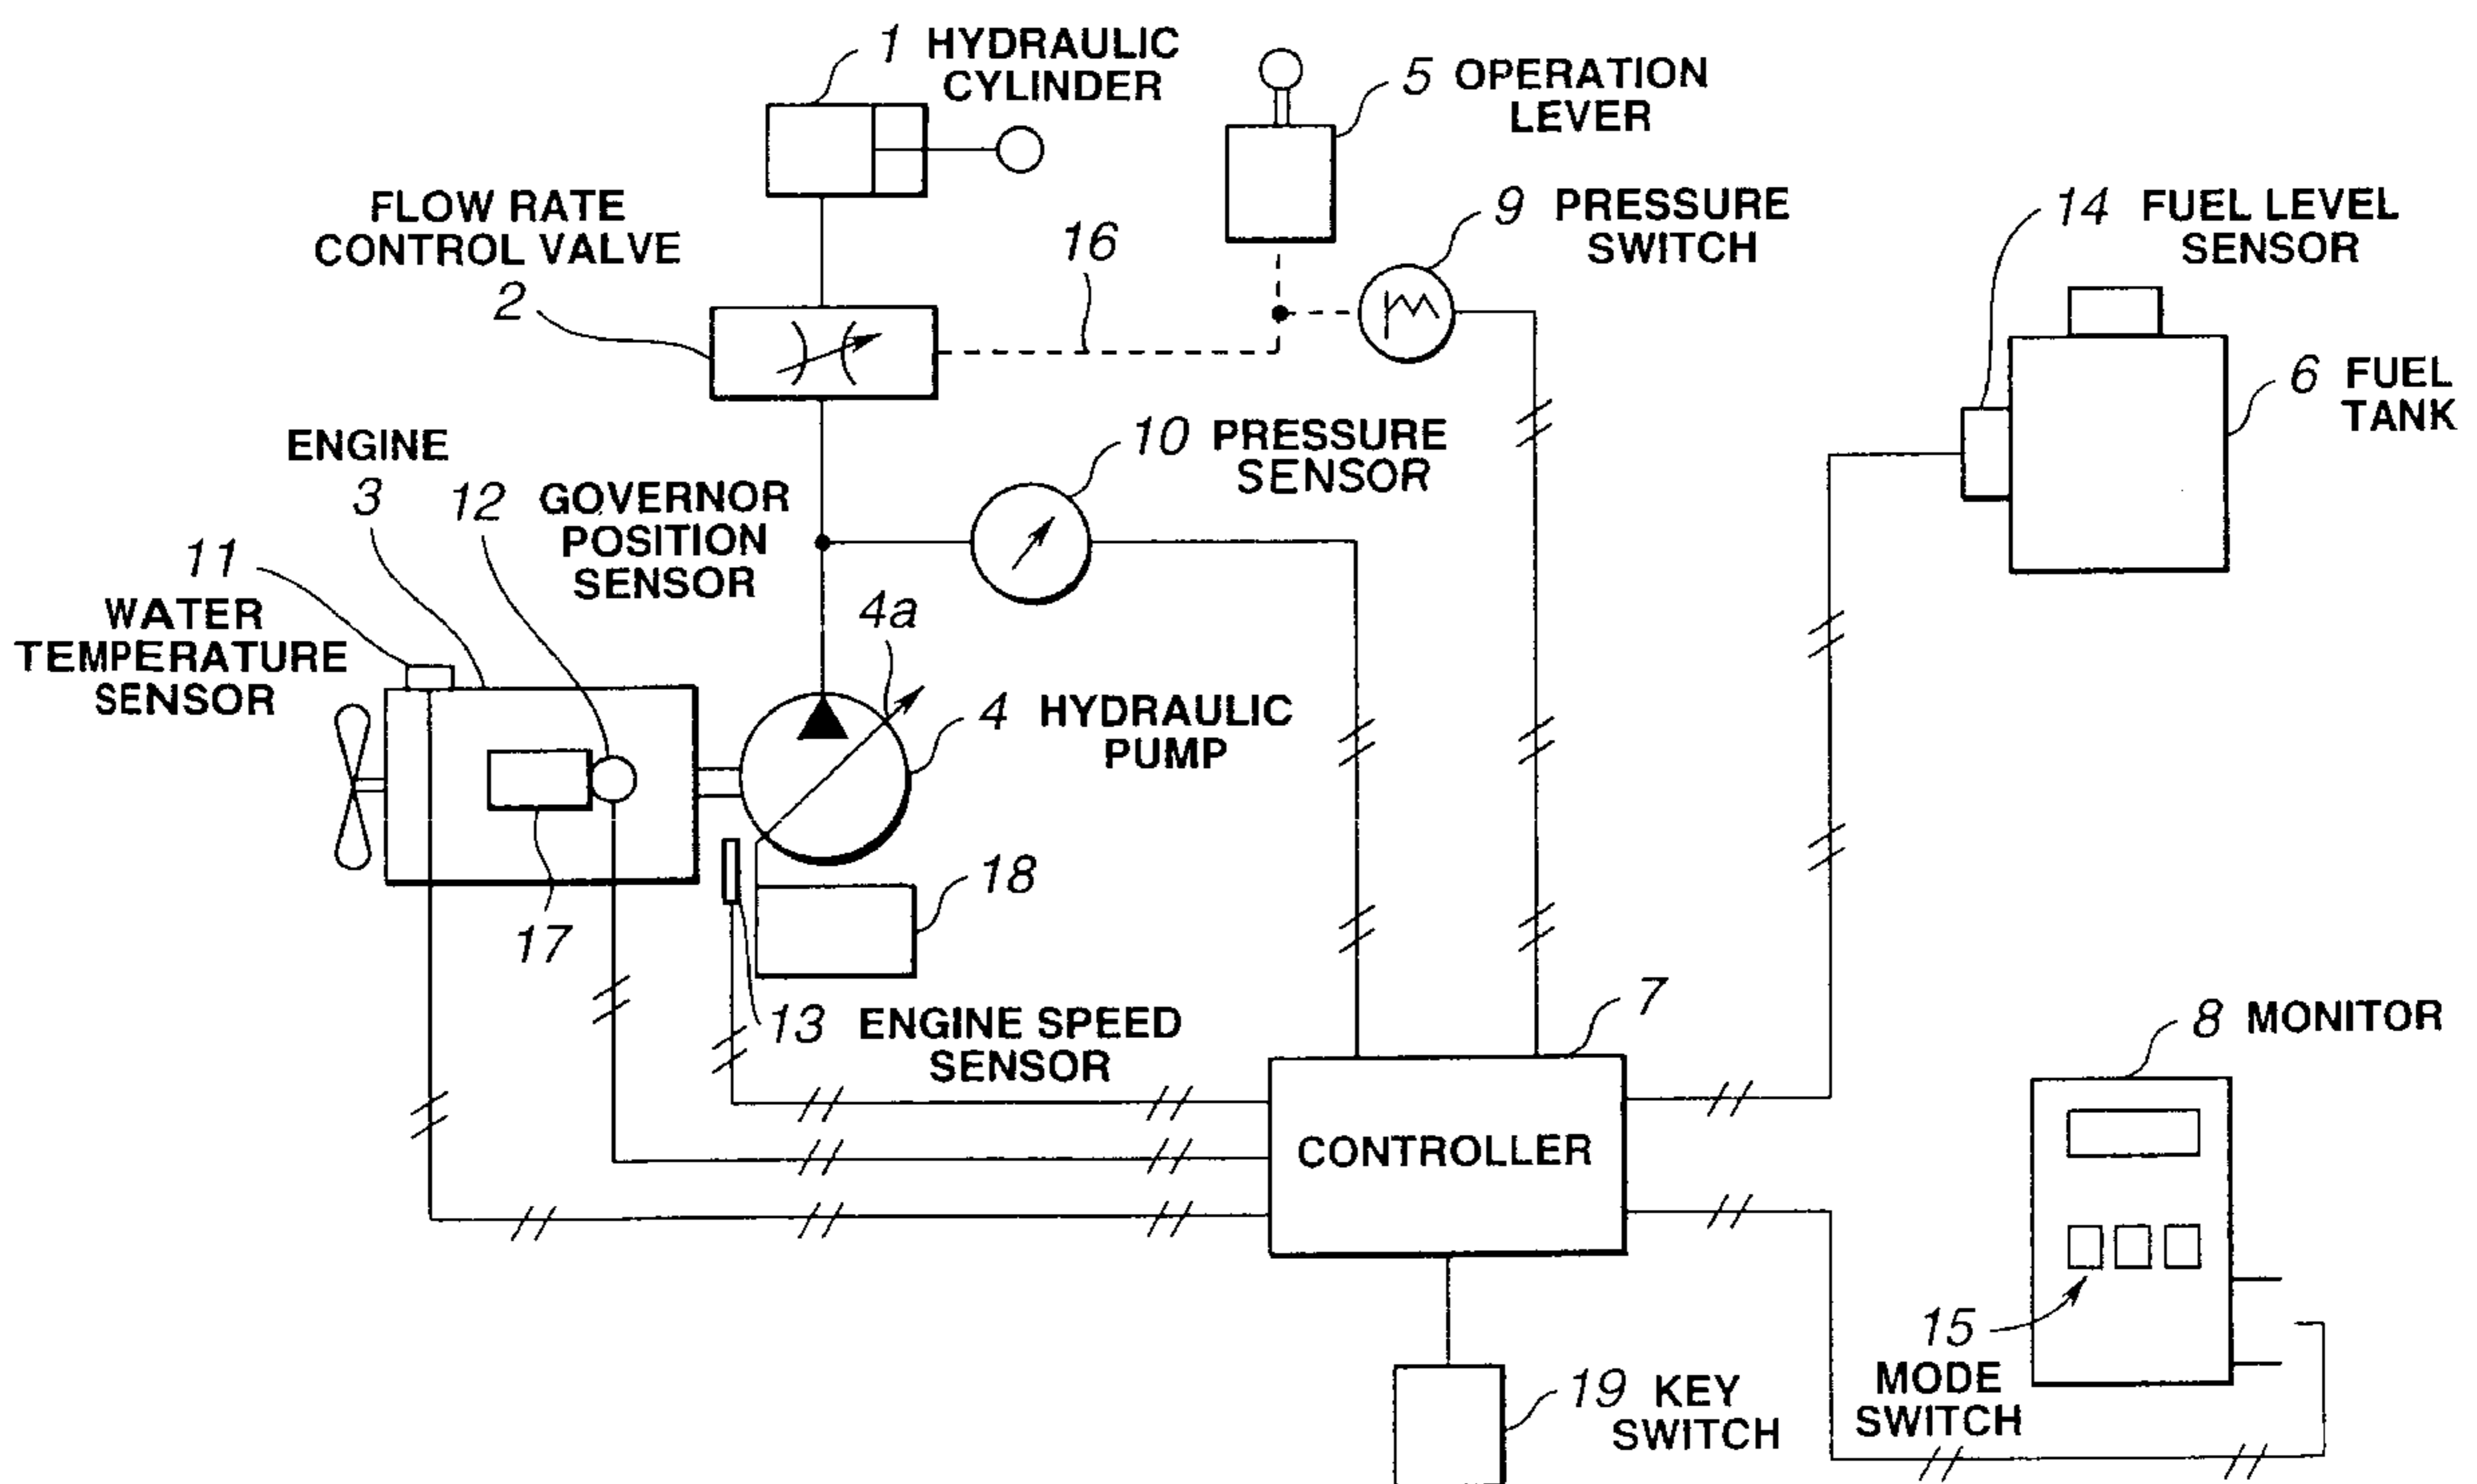 1 HYDRAULIC
CYLINDER
5 OPERATION
LEVER
FLOW RATE
CONTROL VALVE
2
16
9 PRESSURE
SWITCH
14 FUEL LEVEL
SENSOR
6 FUEL
TANK
ENGINE
3
12 GOVERNOR
POSITION
SENSOR
10 PRESSURE
SENSOR
11
WATER
TEMPERATURE
SENSOR
4a
4 HYDRAULIC
PUMP
17
18
13 ENGINE SPEED
SENSOR
7
CONTROLLER
8 MONITOR
15
MODE
SWITCH
19 KEY
SWITCH